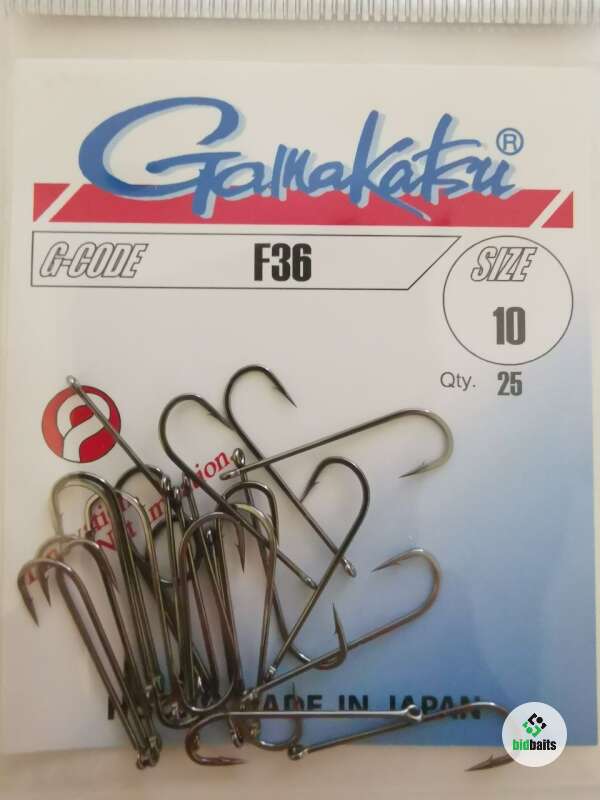 Gamakatsu®
G-CODE
F36
SIZE
10
Qty. 25
MADE IN JAPAN
bidbaits